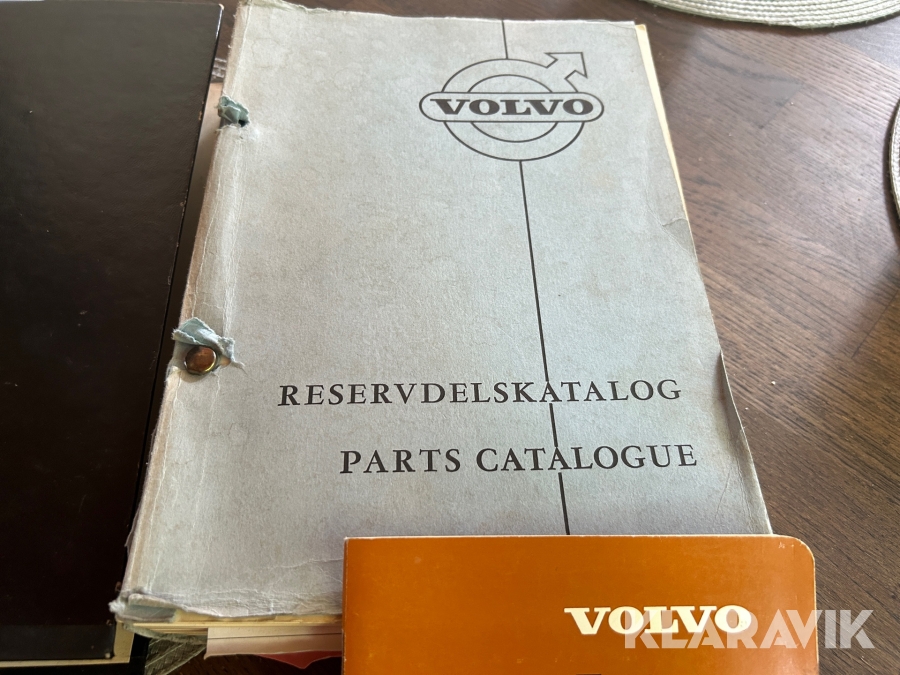 VOLVO
RESERVDELSKATALOG
PARTS CATALOGUE
VOLVO
KLARAVIK